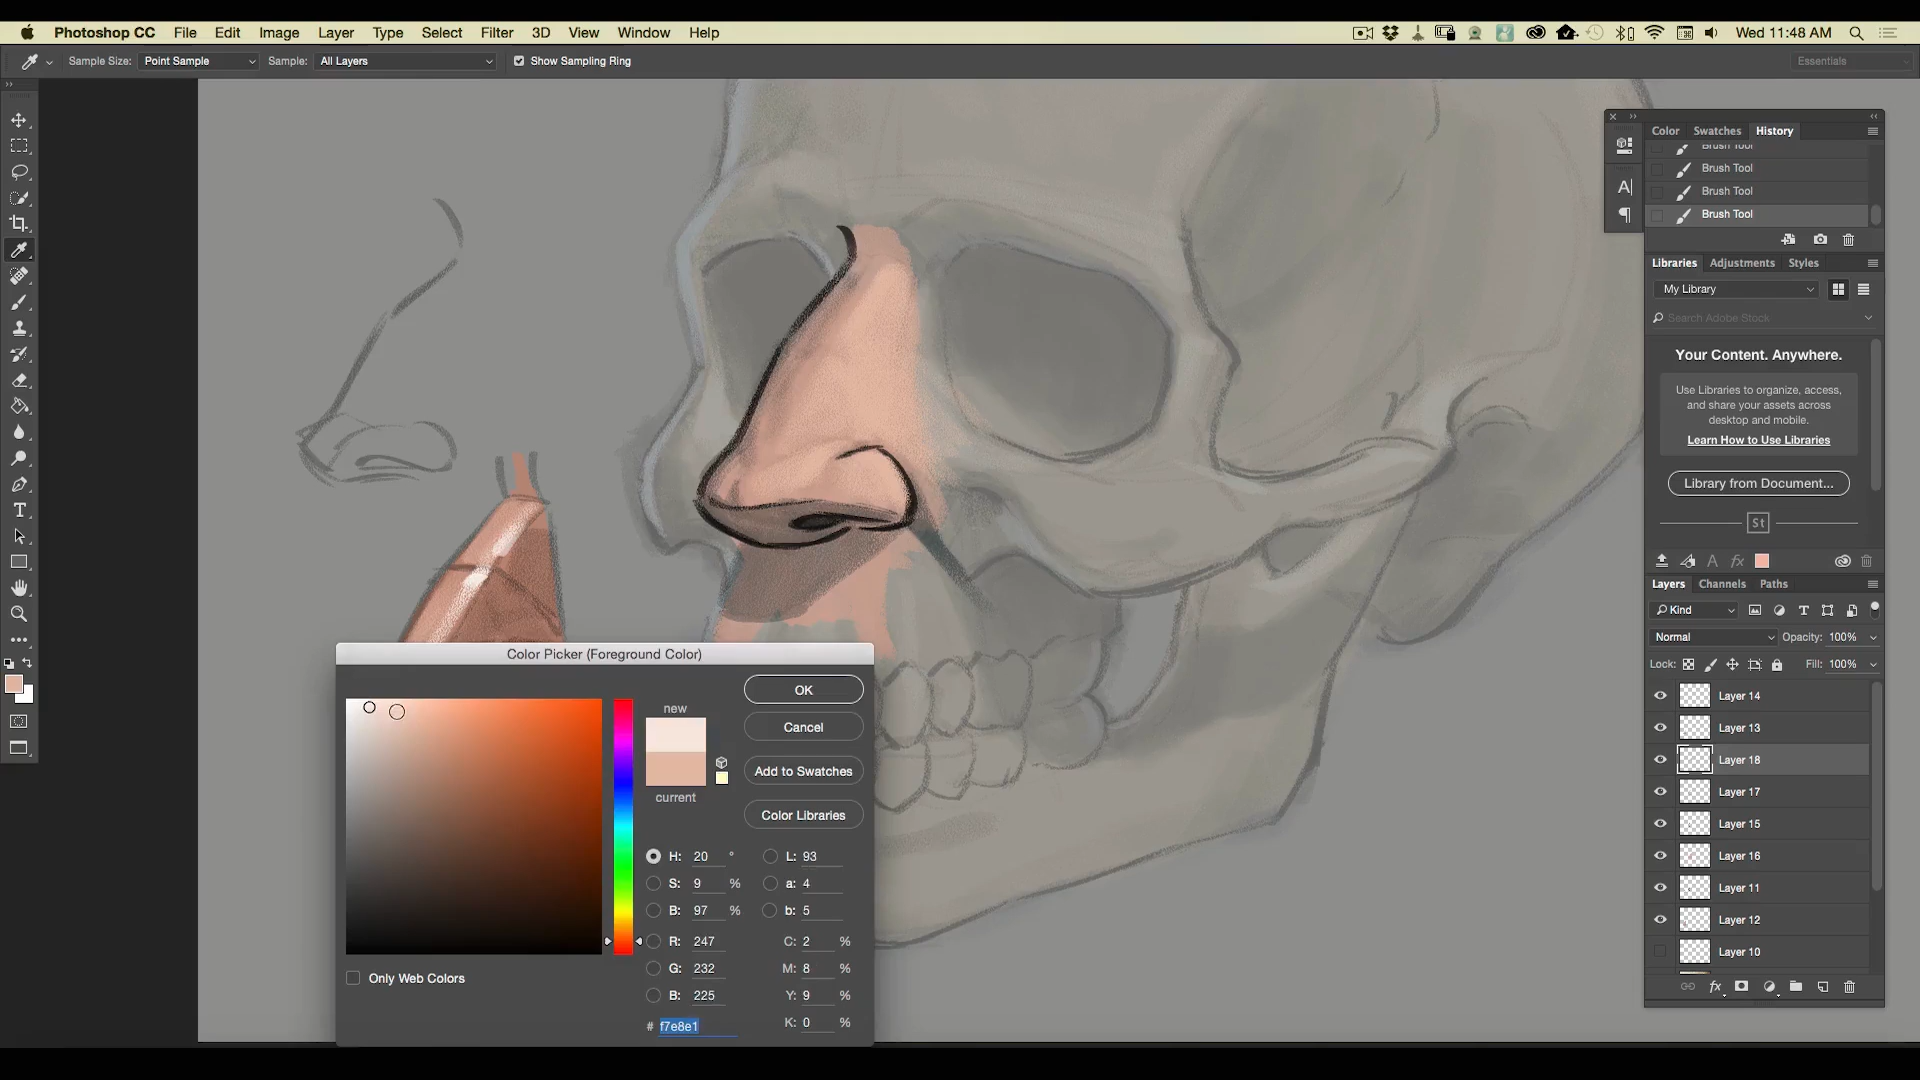 Photoshop CC File Edit Image Layer Type Select Filter 3D View Window Help Wed 11:48 AM
Sample Size: Point Sample Sample: All Layers Show Sampling Ring Essentials
Color Swatches History
Brush Tool
Brush Tool
Brush Tool
Brush Tool
Libraries Adjustments Styles
My Library
Search Adobe Stock
Your Content. Anywhere.
Use Libraries to organize, access,
and share your assets across
desktop and mobile.
Learn How to Use Libraries
Library from Document...
St
Layers Channels Paths
Kind
Normal Opacity: 100%
Lock: Fill: 100%
Layer 14
Layer 13
Layer 18
Layer 17
Layer 15
Layer 16
Layer 11
Layer 12
Layer 10
Color Picker (Foreground Color)
new
current
OK
Cancel
Add to Swatches
Color Libraries
H: 20 ° L: 93
S: 9 % a: 4
B: 97 % b: 5
R: 247 C: 2 %
G: 232 M: 8 %
B: 225 Y: 9 %
# f7e8e1 K: 0 %
Only Web Colors